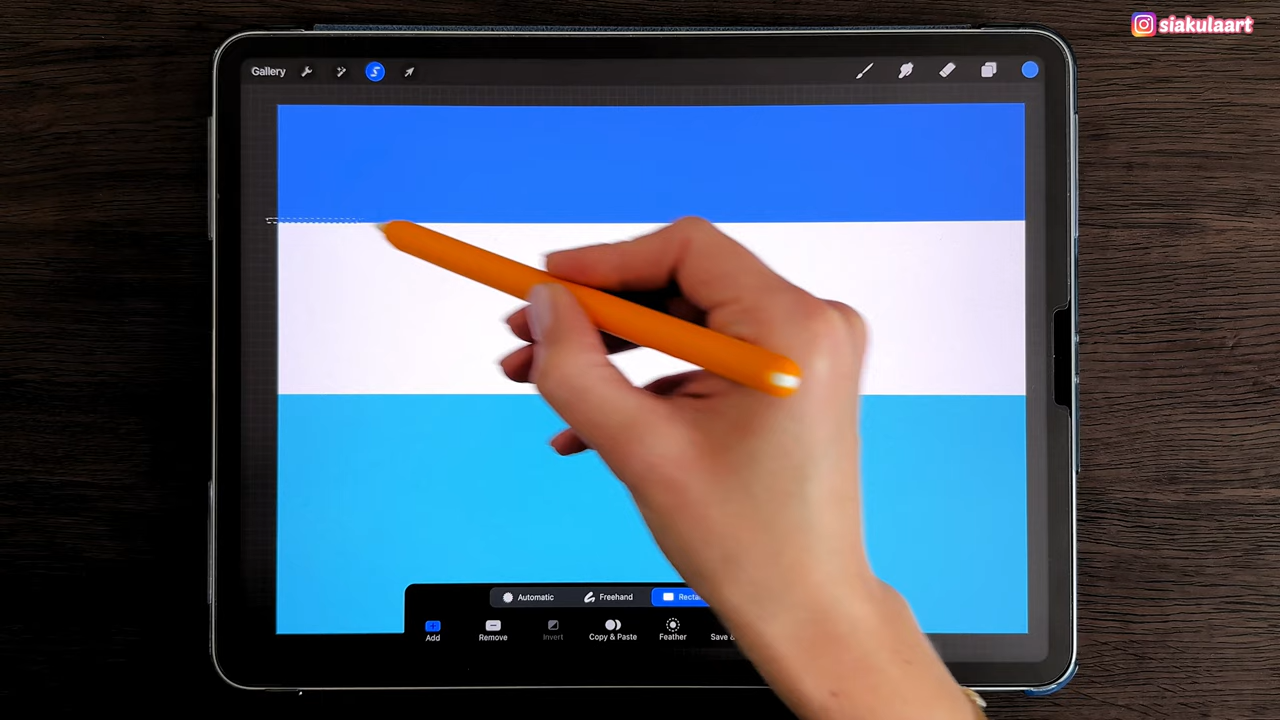 siakulaart
Gallery
Automatic
Freehand
Add
Remove
Invert
Copy & Paste
Feather